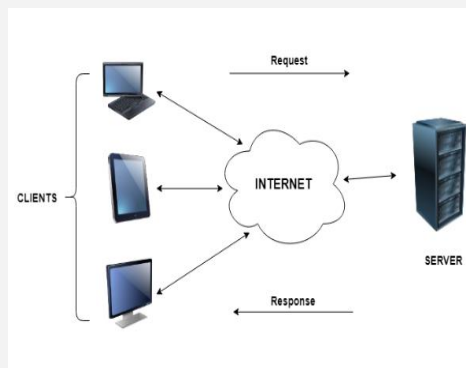 Request
CLIENTS
INTERNET
SERVER
Response